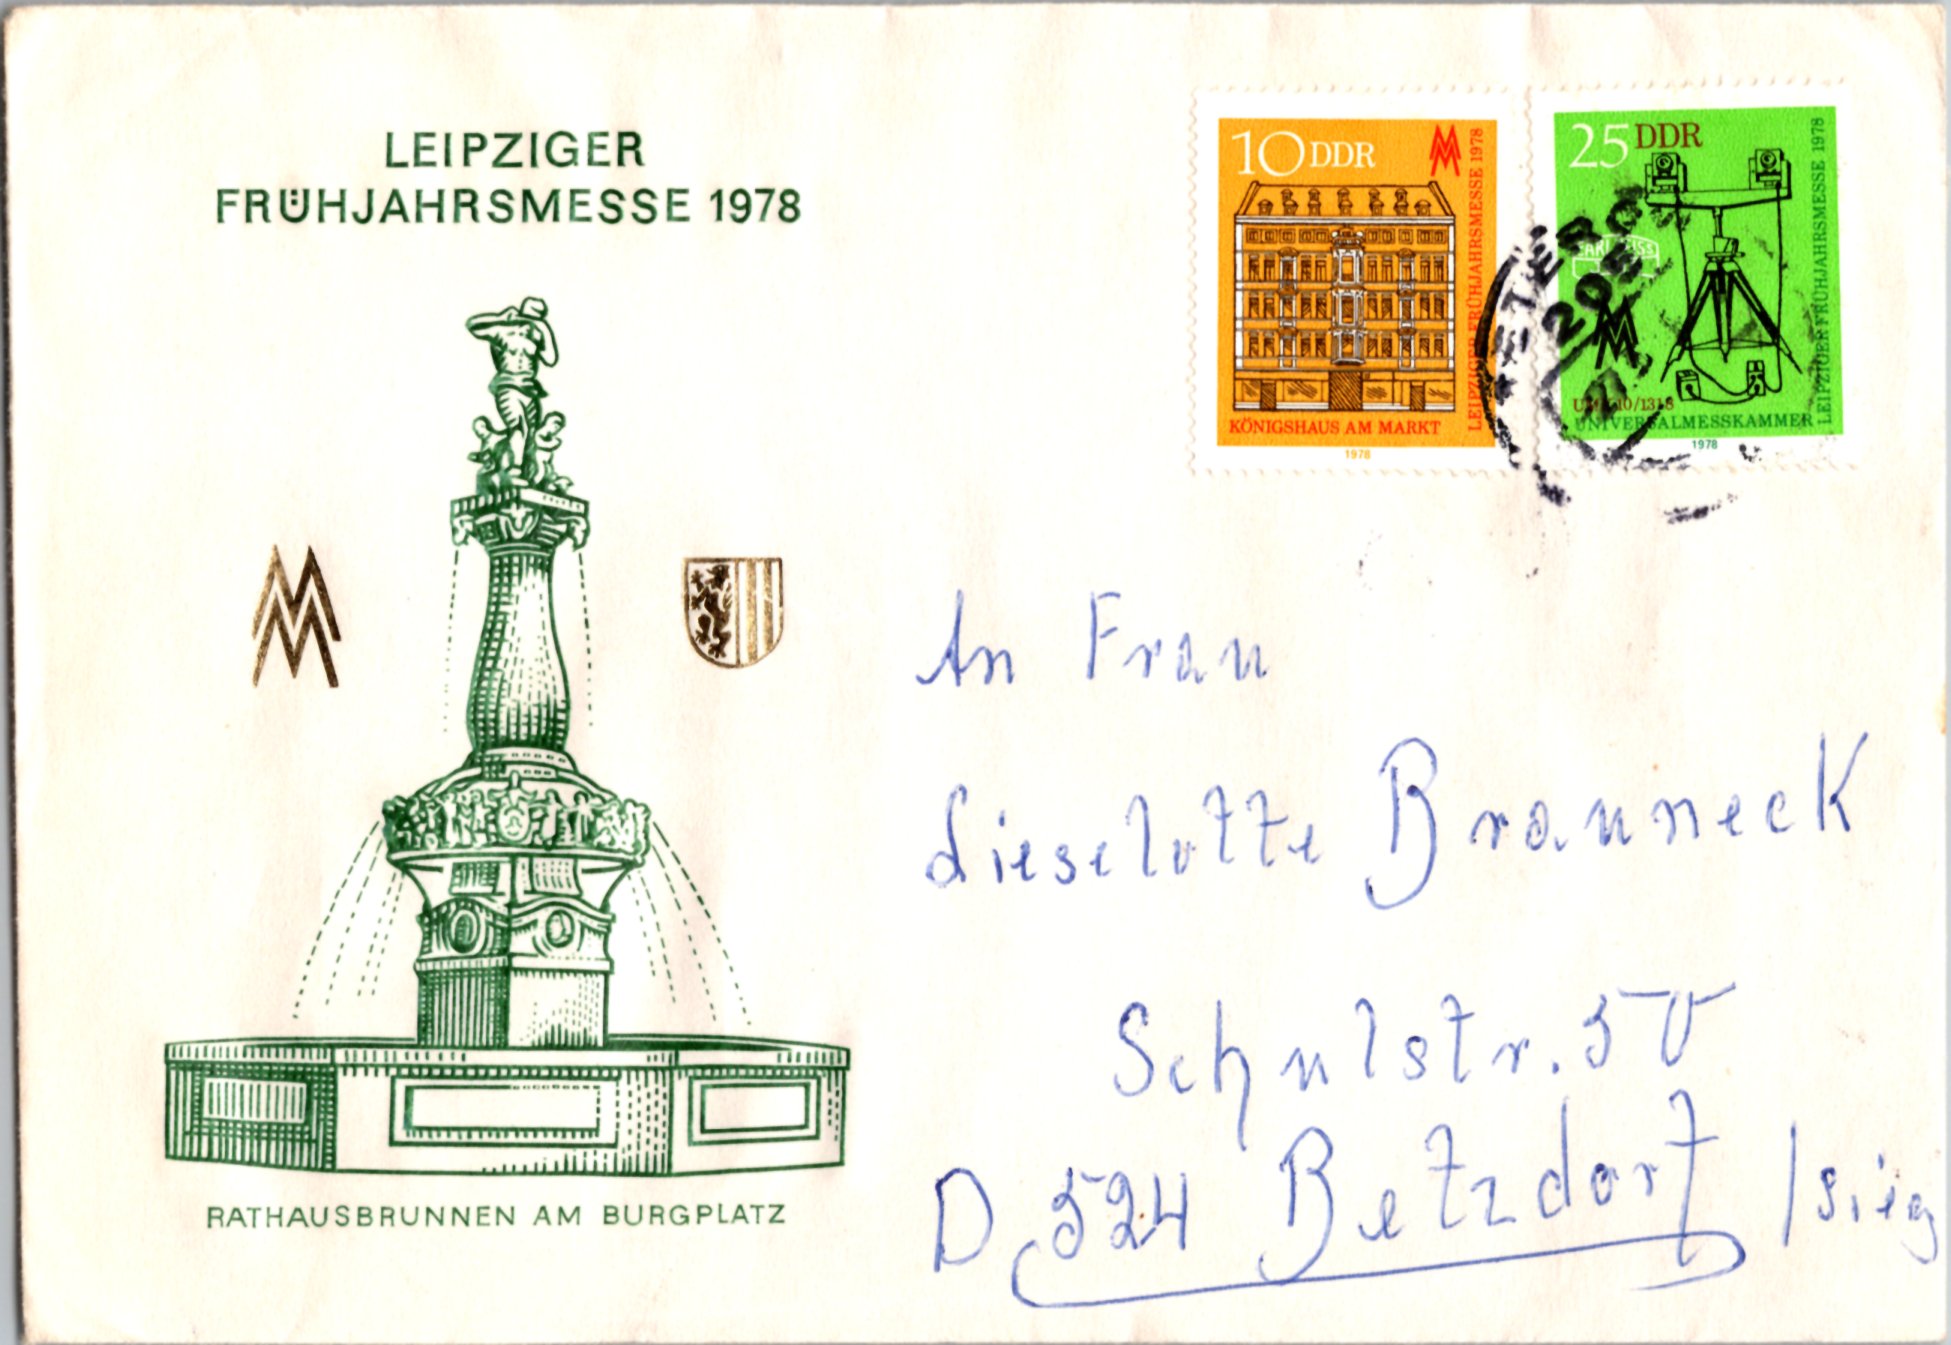 LEIPZIGER
FRÜHJAHRSMESSE 1978
RATHAUSBRUNNEN AM BURGPLATZ
10 DDR
LEIPZIGER FRÜHJAHRSMESSE 1978
KÖNIGSHAUS AM MARKT
1978
25 DDR
LEIPZIGER FRÜHJAHRSMESSE 1978
UNIVERSALMESSKAMMER
1978
An Frau
Lieselotte Brauneck
Schulstr. 50
D 524 Betzdorf / Sieg